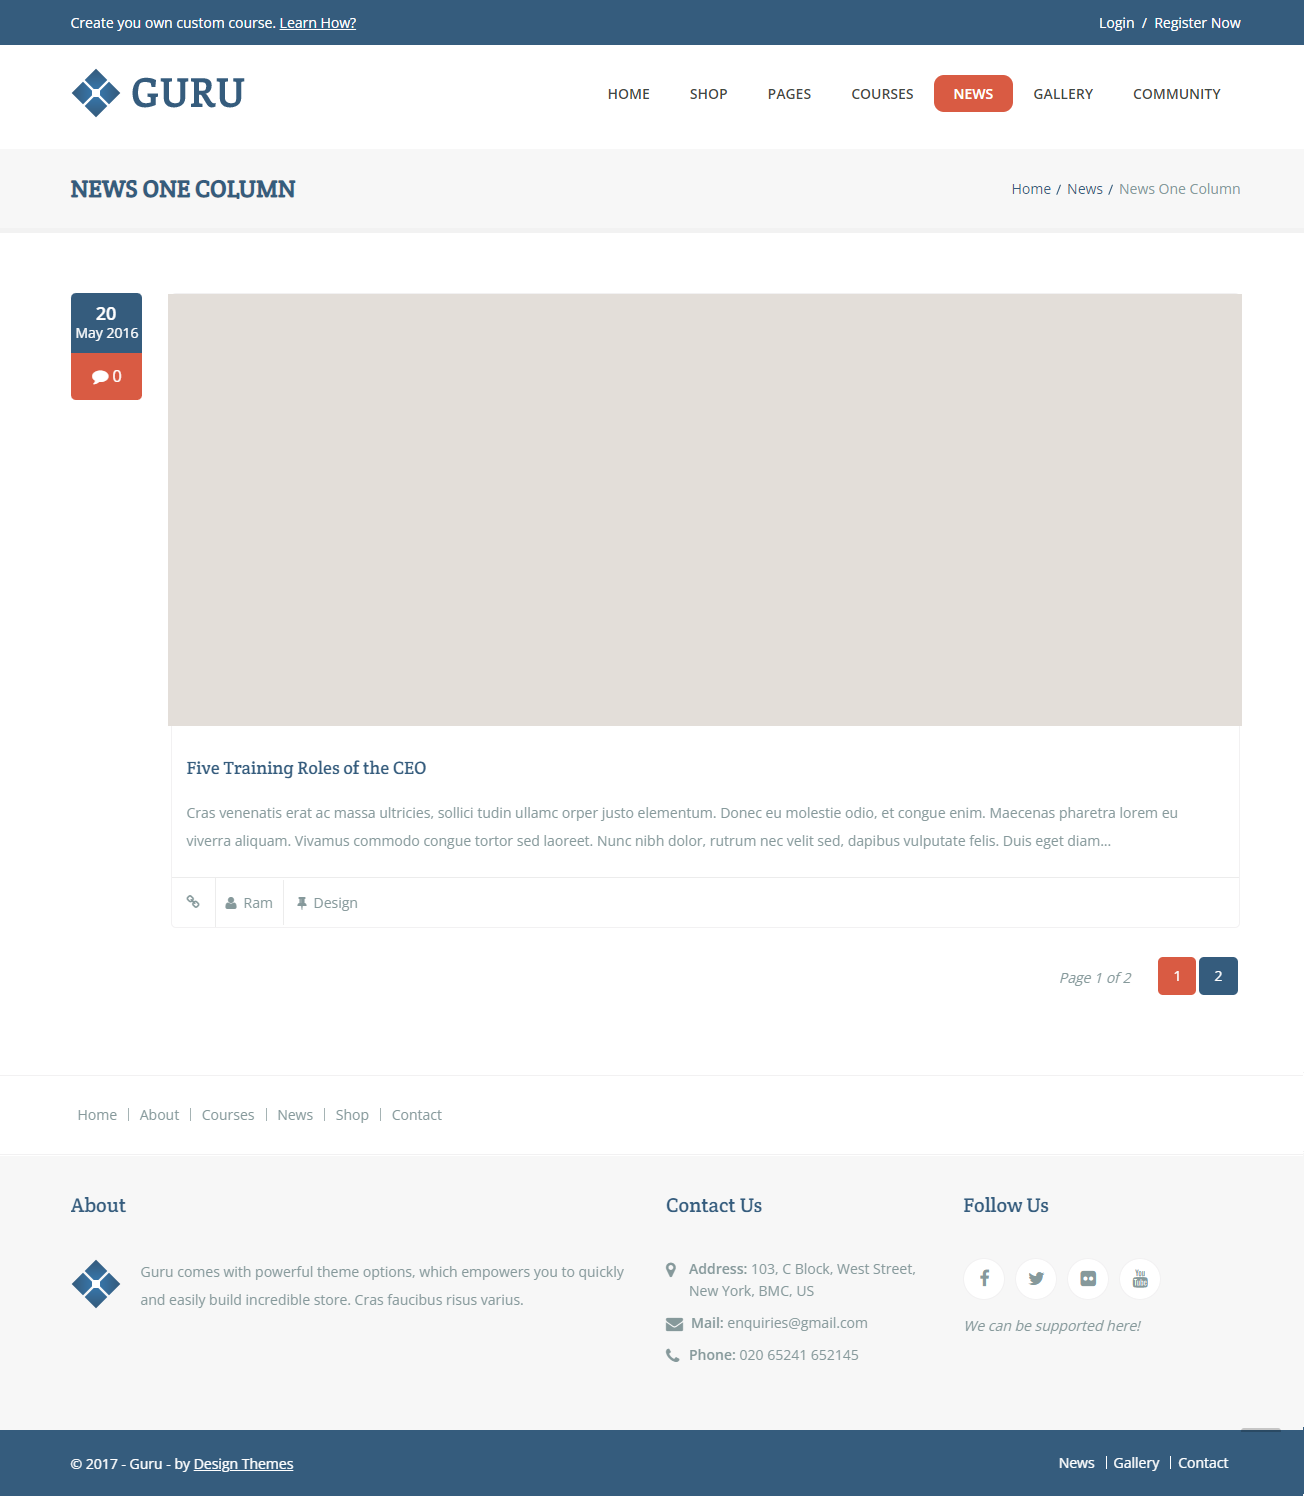 Create you own custom course. Learn How?
Login / Register Now
GURU
HOME SHOP PAGES COURSES NEWS GALLERY COMMUNITY
NEWS ONE COLUMN
Home / News / News One Column
20
May 2016
0
Five Training Roles of the CEO
Cras venenatis erat ac massa ultricies, sollici tudin ullamc orper justo elementum. Donec eu molestie odio, et congue enim. Maecenas pharetra lorem eu
viverra aliquam. Vivamus commodo congue tortor sed laoreet. Nunc nibh dolor, rutrum nec velit sed, dapibus vulputate felis. Duis eget diam...
Ram Design
Page 1 of 2 1 2
Home | About | Courses | News | Shop | Contact
About
Guru comes with powerful theme options, which empowers you to quickly
and easily build incredible store. Cras faucibus risus varius.
Contact Us
Address: 103, C Block, West Street,
New York, BMC, US
Mail: enquiries@gmail.com
Phone: 020 65241 652145
Follow Us
You
Tube
We can be supported here!
© 2017 - Guru - by Design Themes
News | Gallery | Contact